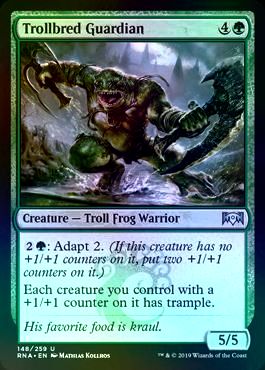 Trollbred Guardian 4
Creature — Troll Frog Warrior
2 : Adapt 2. (If this creature has no
+1/+1 counters on it, put two +1/+1
counters on it.)
Each creature you control with a
+1/+1 counter on it has trample.
His favorite food is kraul.
5/5
148/259 U
RNA • EN Mathias Kollros
™ & © 2019 Wizards of the Coast